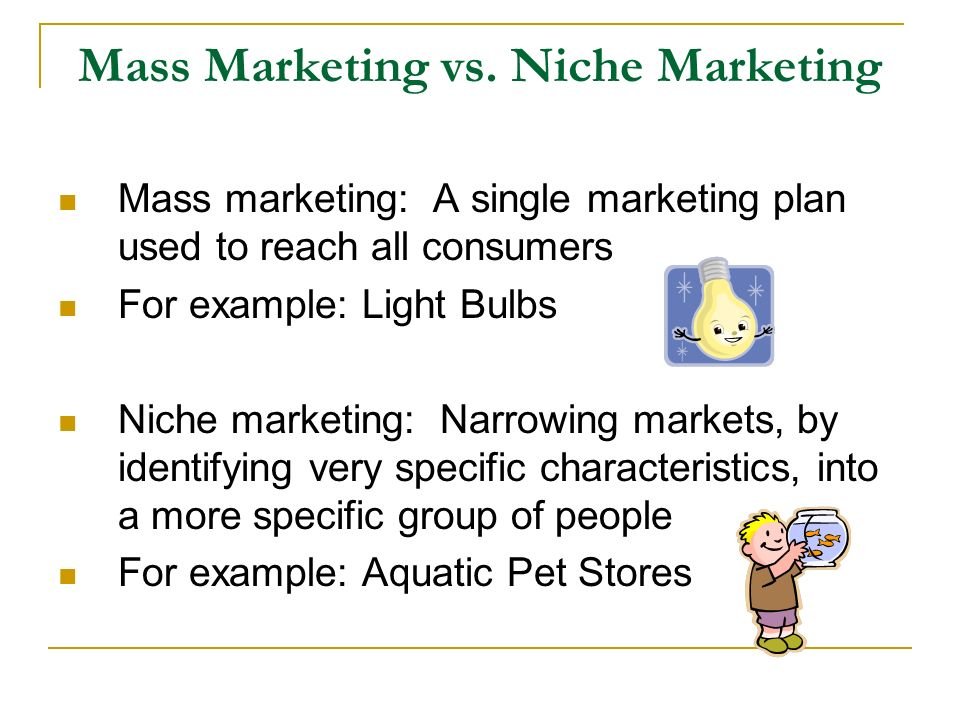 Mass Marketing vs. Niche Marketing
Mass marketing: A single marketing plan
used to reach all consumers
For example: Light Bulbs
Niche marketing: Narrowing markets, by
identifying very specific characteristics, into
a more specific group of people
For example: Aquatic Pet Stores